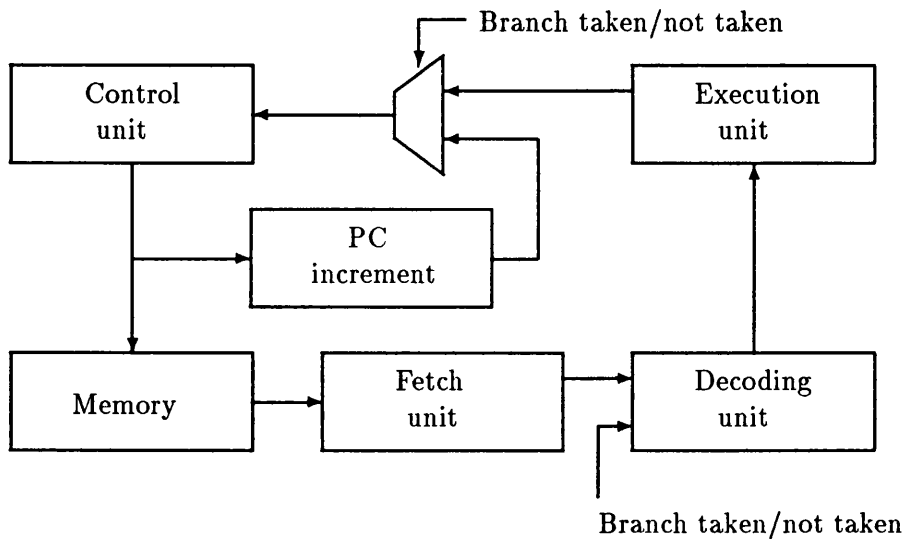 Branch taken/not taken
Control
unit
Execution
unit
PC
increment
Memory
Fetch
unit
Decoding
unit
Branch taken/not taken